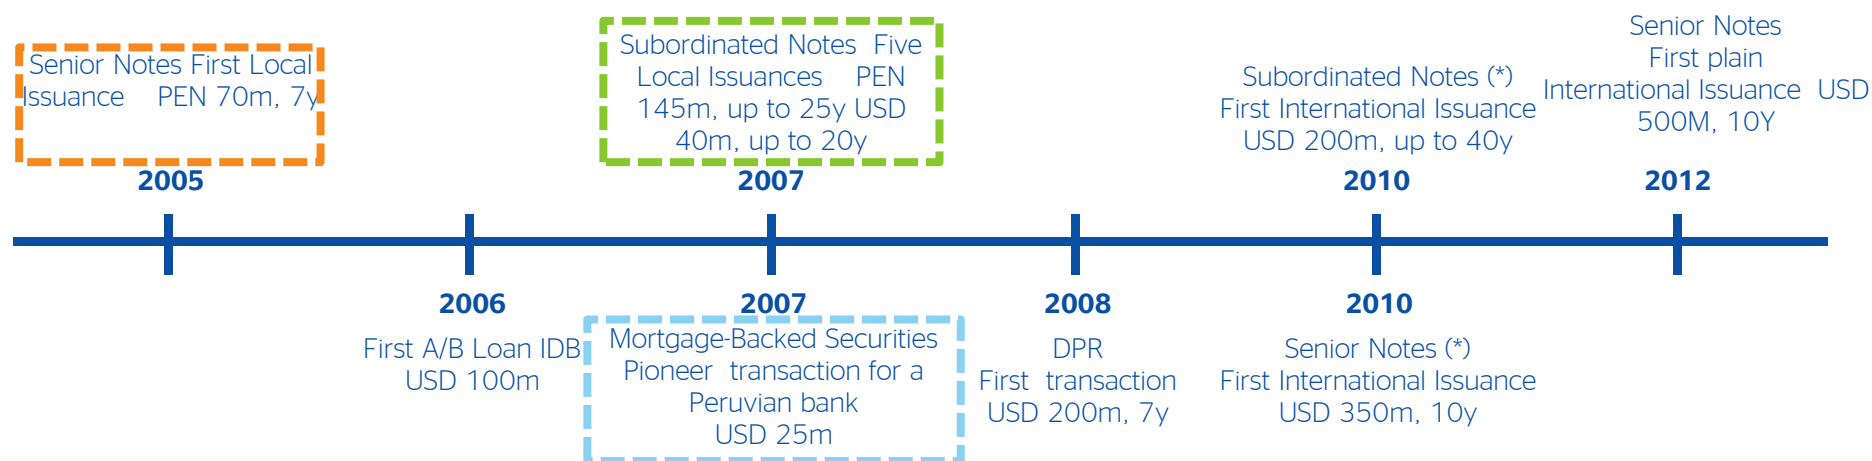 Senior Notes First Local
Issuance PEN 70m, 7y
2005
Subordinated Notes Five
Local Issuances PEN
145m, up to 25y USD
40m, up to 20y
2007
Subordinated Notes (*)
First International Issuance
USD 200m, up to 40y
2010
Senior Notes
First plain
International Issuance USD
500M, 10Y
2012
2006
First A/B Loan IDB
USD 100m
2007
Mortgage-Backed Securities
Pioneer transaction for a
Peruvian bank
USD 25m
2008
DPR
First transaction
USD 200m, 7y
2010
Senior Notes (*)
First International Issuance
USD 350m, 10y